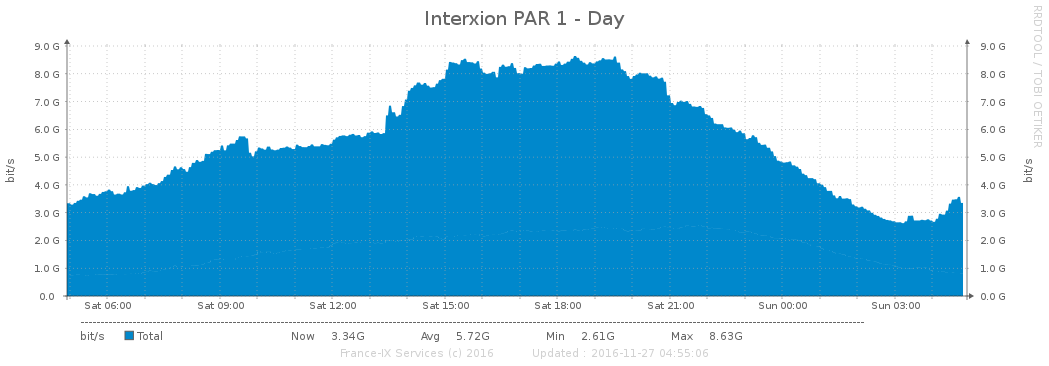 Interxion PAR 1 - Day
RRDTOOL / TOBI OETIKER
bit/s
9.0 G
8.0 G
7.0 G
6.0 G
5.0 G
4.0 G
3.0 G
2.0 G
1.0 G
0.0
9.0 G
8.0 G
7.0 G
6.0 G
5.0 G
4.0 G
3.0 G
2.0 G
1.0 G
0.0 G
bit/s
Sat 06:00 Sat 09:00 Sat 12:00 Sat 15:00 Sat 18:00 Sat 21:00 Sun 00:00 Sun 03:00
bit/s Total Now 3.34G Avg 5.72G Min 2.61G Max 8.63G
France-IX Services (c) 2016 Updated : 2016-11-27 04:55:06